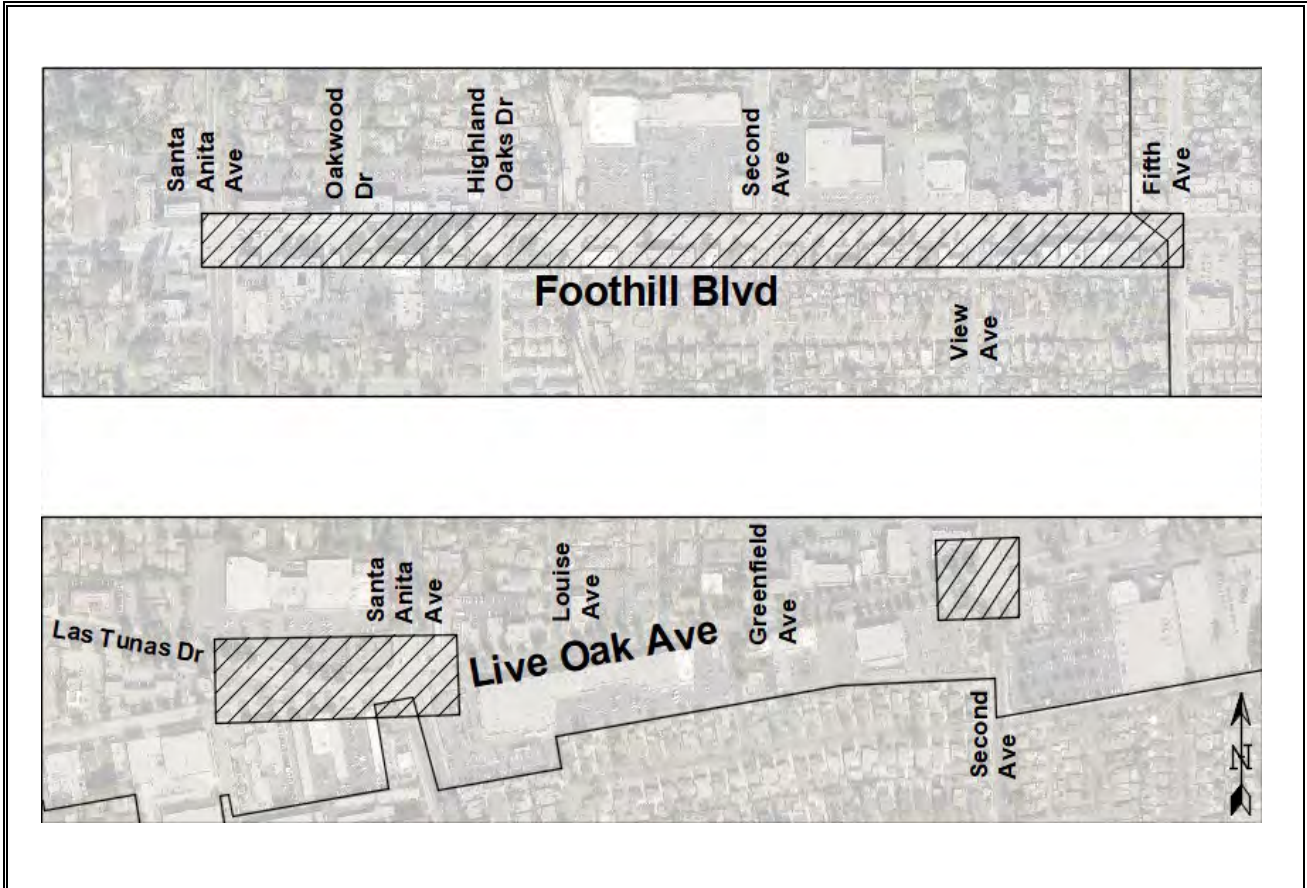 Santa
Anita
Ave
Oakwood
Dr
Highland
Oaks Dr
Second
Ave
Fifth
Ave
Foothill Blvd
View
Ave
Las Tunas Dr
Santa
Anita
Ave
Live Oak Ave
Louise
Ave
Greenfield
Ave
Second
Ave
N